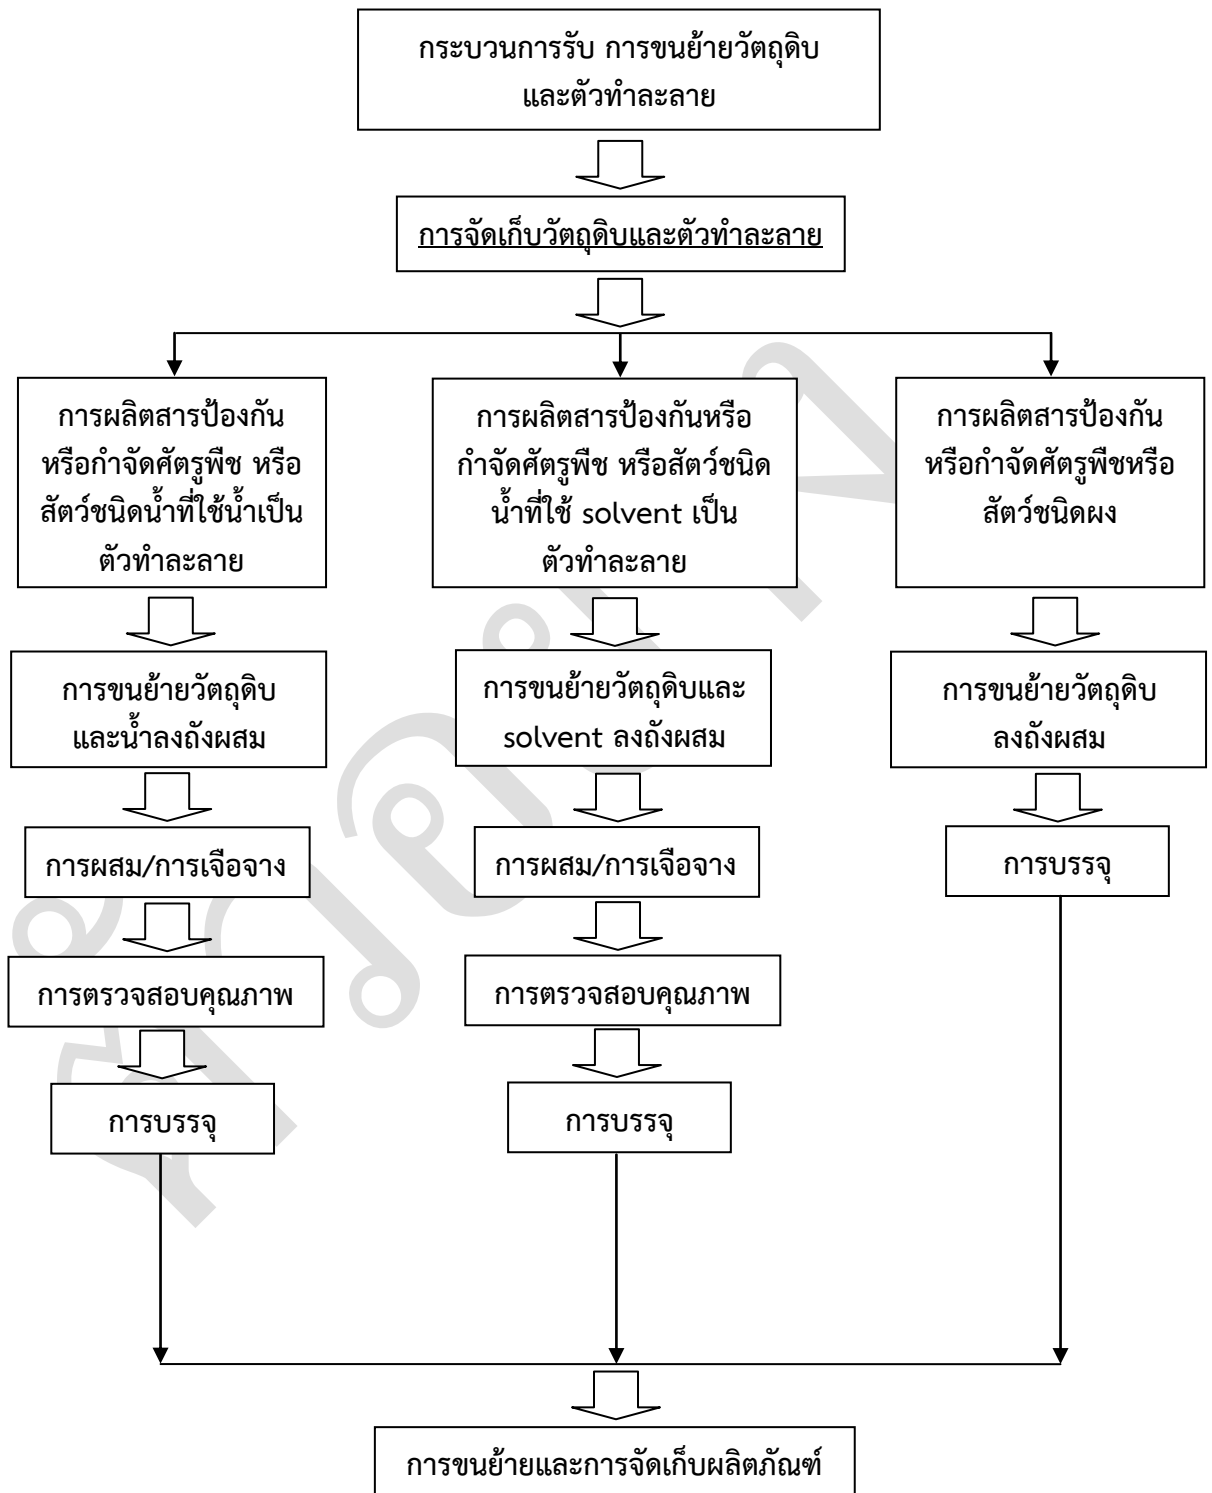 กระบวนการรับ การขนย้ายวัตถุดิบ
และตัวทำละลาย
การจัดเก็บวัตถุดิบและตัวทำละลาย
การผลิตสารป้องกัน
หรือกำจัดศัตรูพืช หรือ
สัตว์ชนิดน้ำที่ใช้น้ำเป็น
ตัวทำละลาย
การผลิตสารป้องกันหรือ
กำจัดศัตรูพืช หรือสัตว์ชนิด
น้ำที่ใช้ solvent เป็น
ตัวทำละลาย
การผลิตสารป้องกัน
หรือกำจัดศัตรูพืชหรือ
สัตว์ชนิดผง
การขนย้ายวัตถุดิบ
และน้ำลงถังผสม
การขนย้ายวัตถุดิบและ
solvent ลงถังผสม
การขนย้ายวัตถุดิบ
ลงถังผสม
การผสม/การเจือจาง
การผสม/การเจือจาง
การบรรจุ
การตรวจสอบคุณภาพ
การตรวจสอบคุณภาพ
การบรรจุ
การบรรจุ
การขนย้ายและการจัดเก็บผลิตภัณฑ์